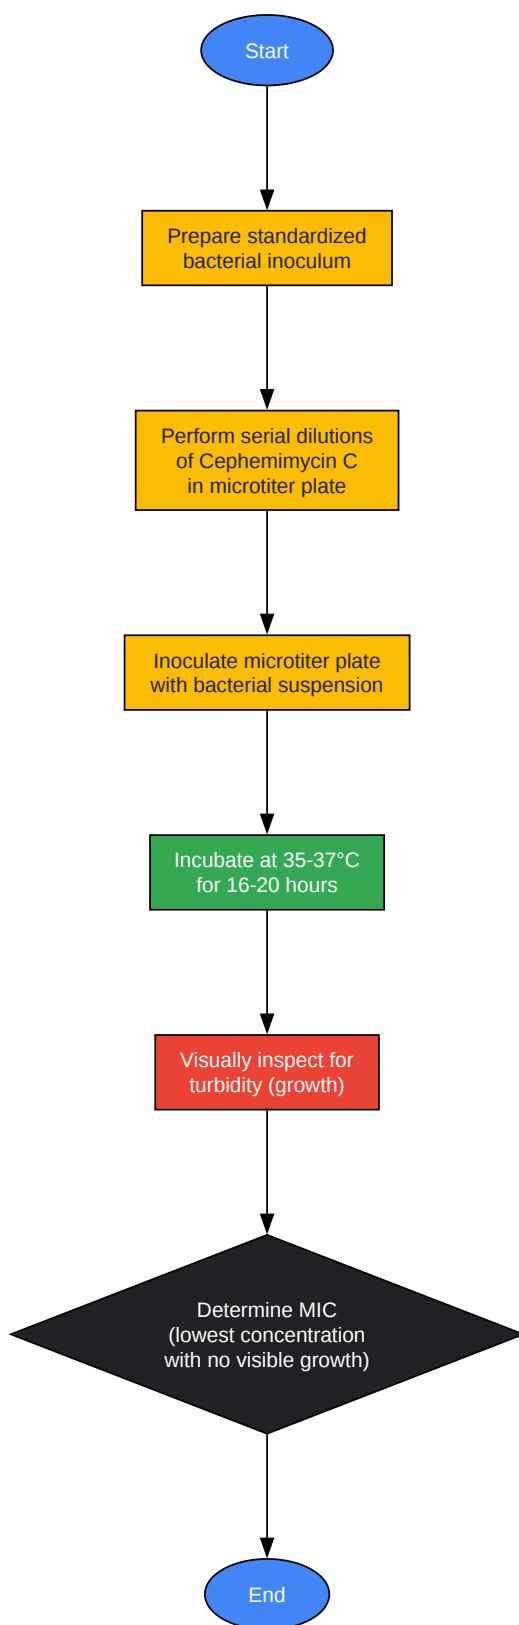 Start
Prepare standardized
bacterial inoculum
Perform serial dilutions
of Cephemimycin C
in microtiter plate
Inoculate microtiter plate
with bacterial suspension
Incubate at 35-37°C
for 16-20 hours
Visually inspect for
turbidity (growth)
Determine MIC
(lowest concentration
with no visible growth)
End